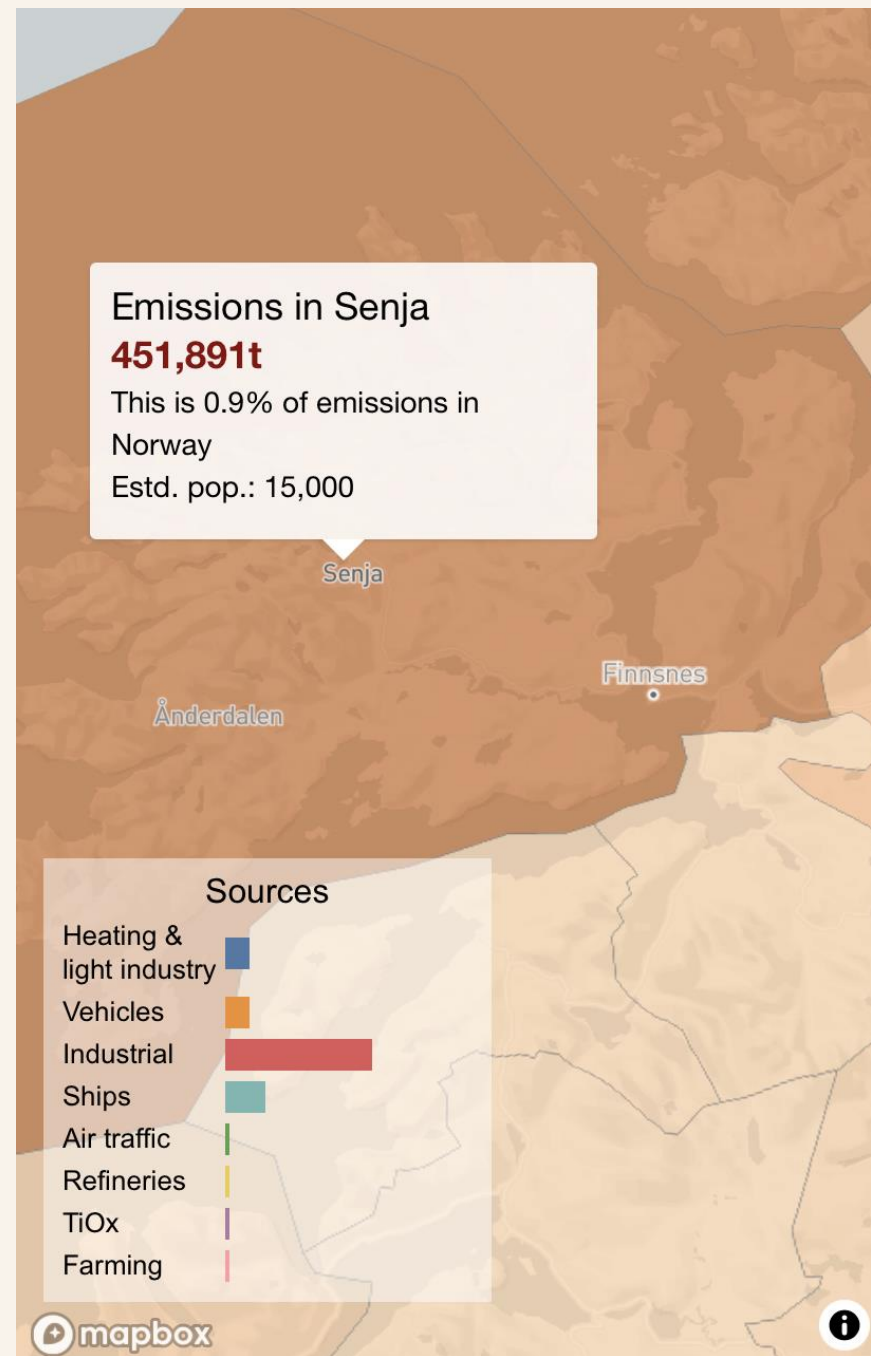 Emissions in Senja
451,891t
This is 0.9% of emissions in
Norway
Estd. pop.: 15,000
Senja
Finnsnes
Ånderdalen
Sources
Heating &
light industry
Vehicles
Industrial
Ships
Air traffic
Refineries
TiOx
Farming
mapbox
i